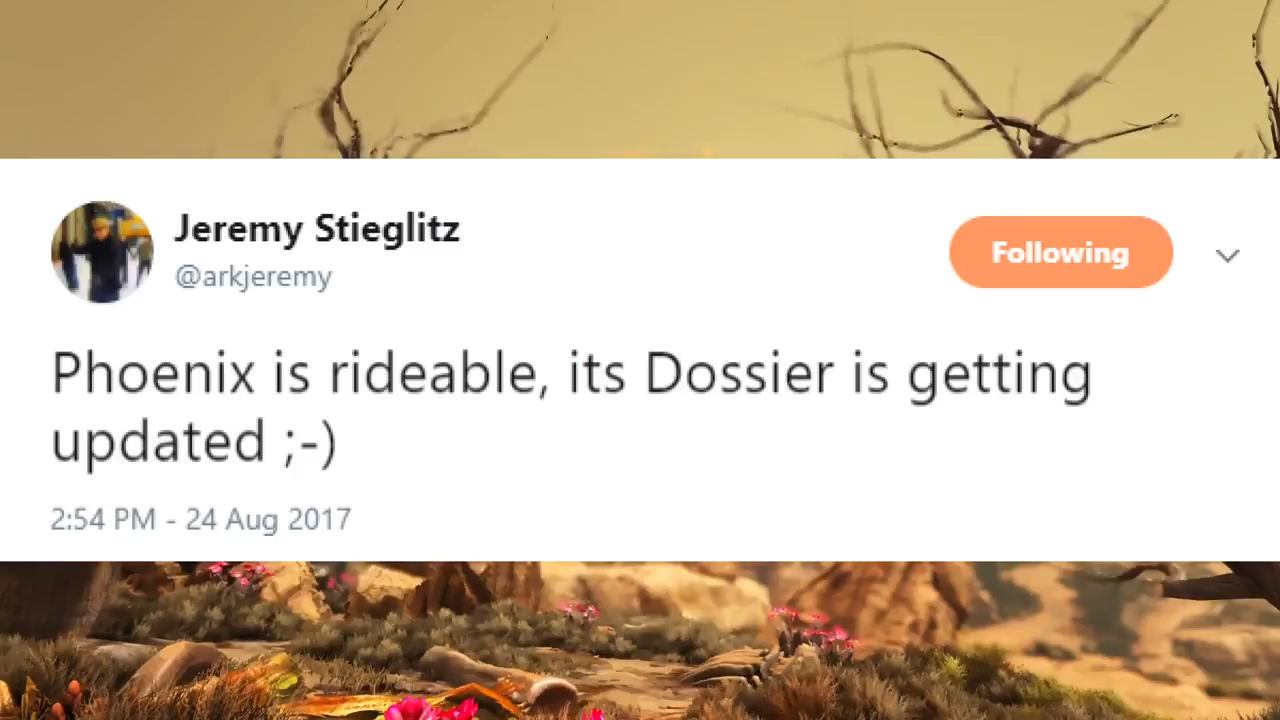 Jeremy Stieglitz
@arkjeremy
Following
Phoenix is rideable, its Dossier is getting
updated ;-)
2:54 PM - 24 Aug 2017